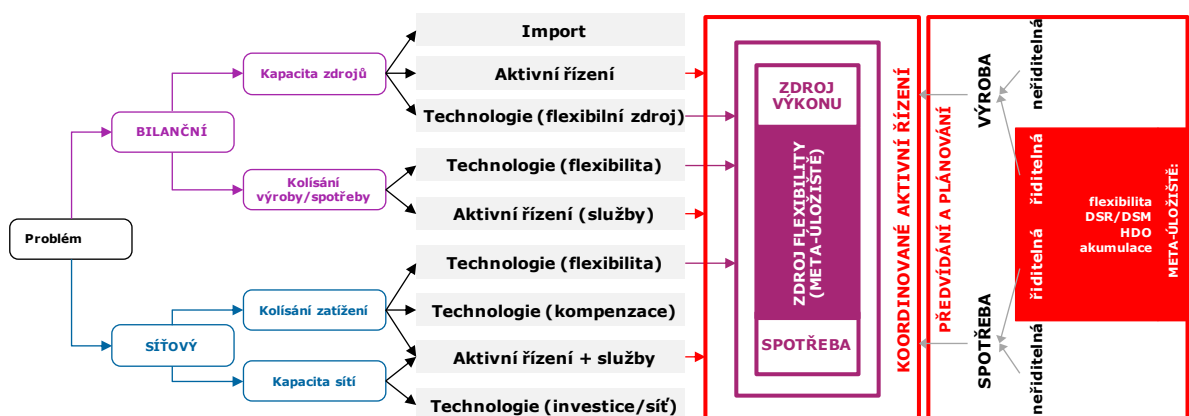 Problém
BILANČNÍ
SÍŤOVÝ
Kapacita zdrojů
Kolísání
výroby/spotřeby
Kolísání zatížení
Kapacita sítí
Import
Aktivní řízení
Technologie (flexibilní zdroj)
Technologie (flexibilita)
Aktivní řízení (služby)
Technologie (flexibilita)
Technologie (kompenzace)
Aktivní řízení + služby
Technologie (investice/síť)
ZDROJ
VÝKONU
ZDROJ FLEXIBILITY
(META-ÚLOŽIŠTĚ)
SPOTŘEBA
KOORDINOVANÉ AKTIVNÍ ŘÍZENÍ
PŘEDVÍDÁNÍ A PLÁNOVÁNÍ
VÝROBA
SPOTŘEBA
neřiditelná
řiditelná
řiditelná
neřiditelná
flexibilita
DSR/DSM
HDO
akumulace
META-ÚLOŽIŠTĚ: